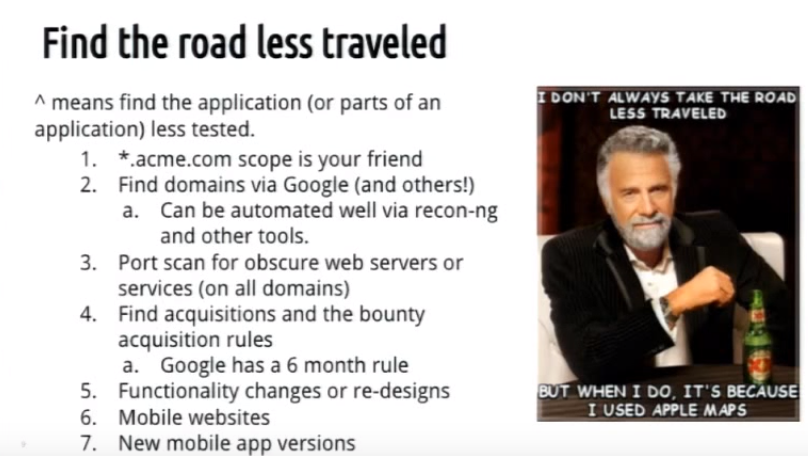 Find the road less traveled
^ means find the application (or parts of an
application) less tested.
1. *.acme.com scope is your friend
2. Find domains via Google (and others!)
a. Can be automated well via recon-ng
and other tools.
3. Port scan for obscure web servers or
services (on all domains)
4. Find acquisitions and the bounty
acquisition rules
a. Google has a 6 month rule
5. Functionality changes or re-designs
6. Mobile websites
7. New mobile app versions
I DON'T ALWAYS TAKE THE ROAD
LESS TRAVELED
BUT WHEN I DO, IT'S BECAUSE
I USED APPLE MAPS